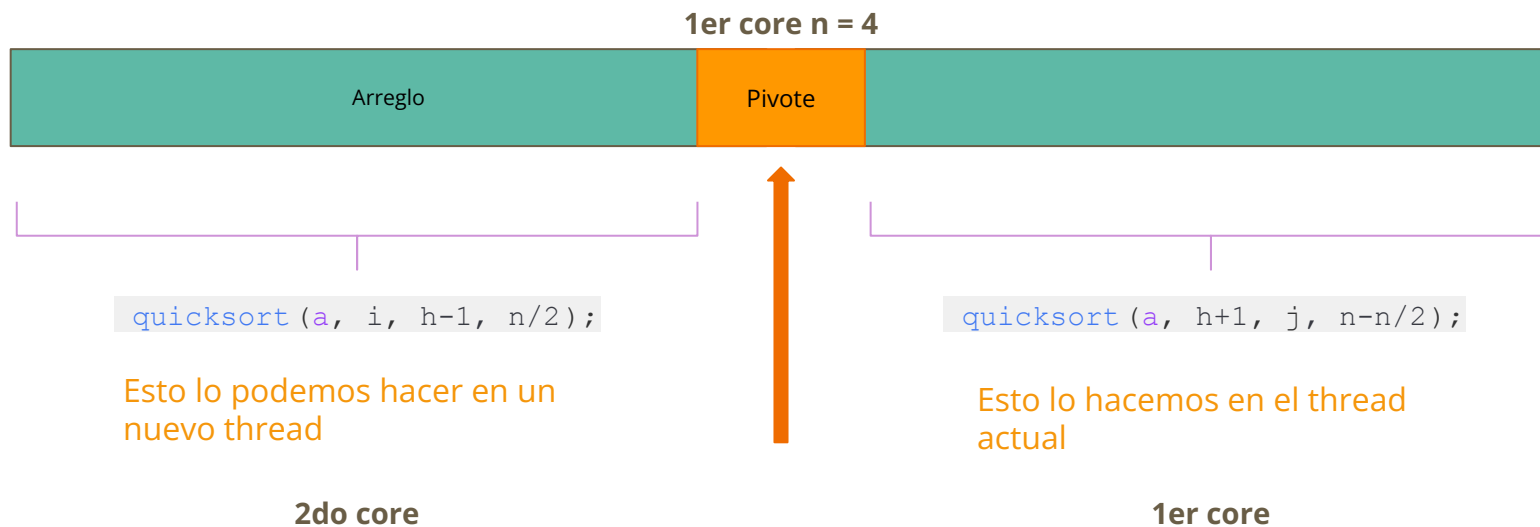 1er core n = 4
Arreglo
Pivote
quicksort(a, i, h-1, n/2);
quicksort(a, h+1, j, n-n/2);
Esto lo podemos hacer en un
nuevo thread
Esto lo hacemos en el thread
actual
2do core
1er core